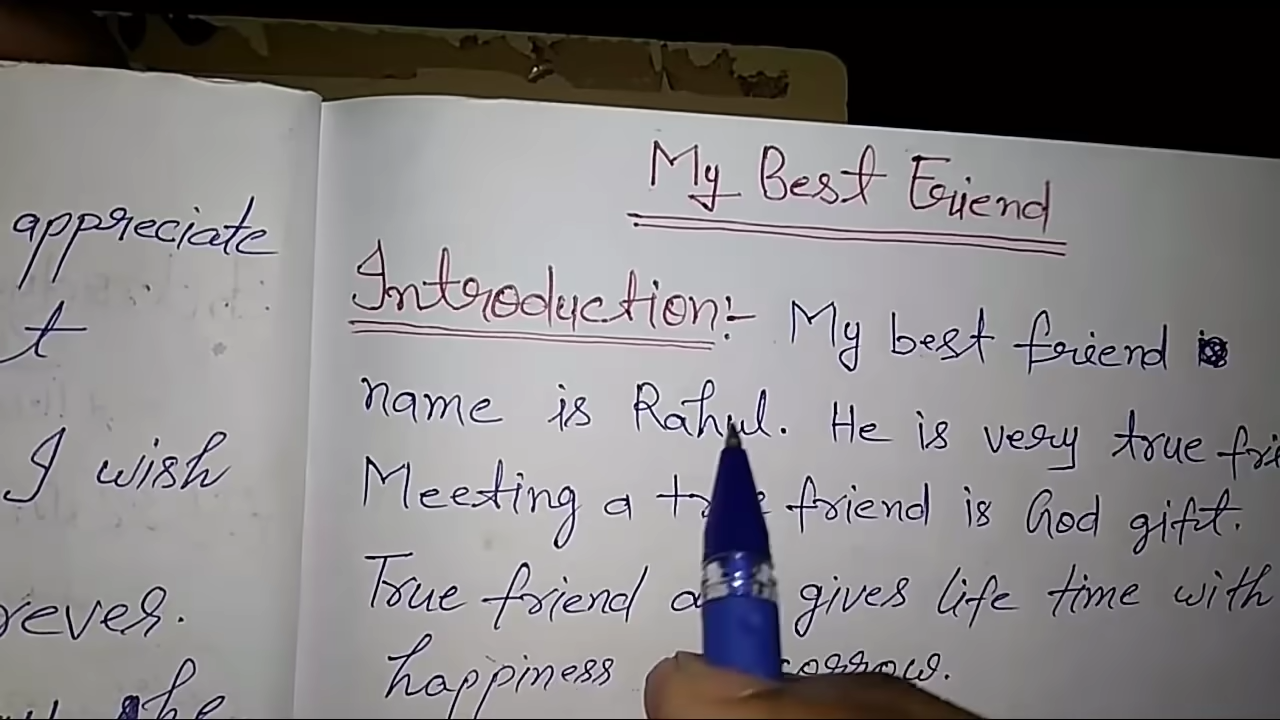 appreciate
t
I wish
he
My Best Friend
Introduction:- My best friend
name is Rahul. He is very true
Meeting a friend is God gift.
True friend gives life time with
happiness